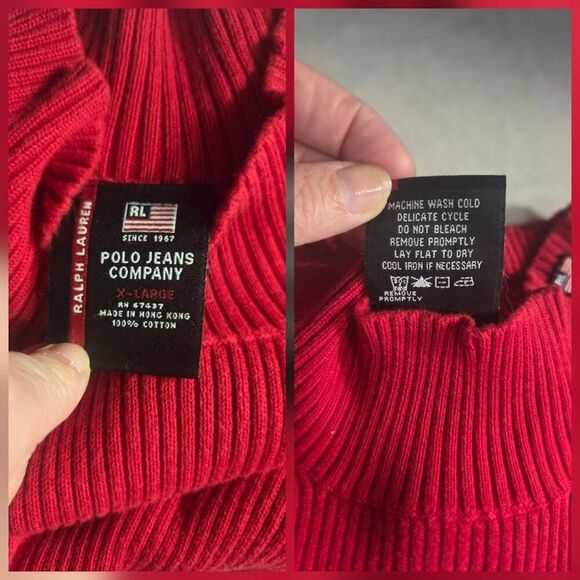 RALPH LAUREN
RL
SINCE 1967
POLO JEANS
COMPANY
X-LARGE
RN 67437
MADE IN HONG KONG
100% COTTON
MACHINE WASH COLD
DELICATE CYCLE
DO NOT BLEACH
REMOVE PROMPTLY
LAY FLAT TO DRY
COOL IRON IF NECESSARY
REMOVE
PROMPTLY